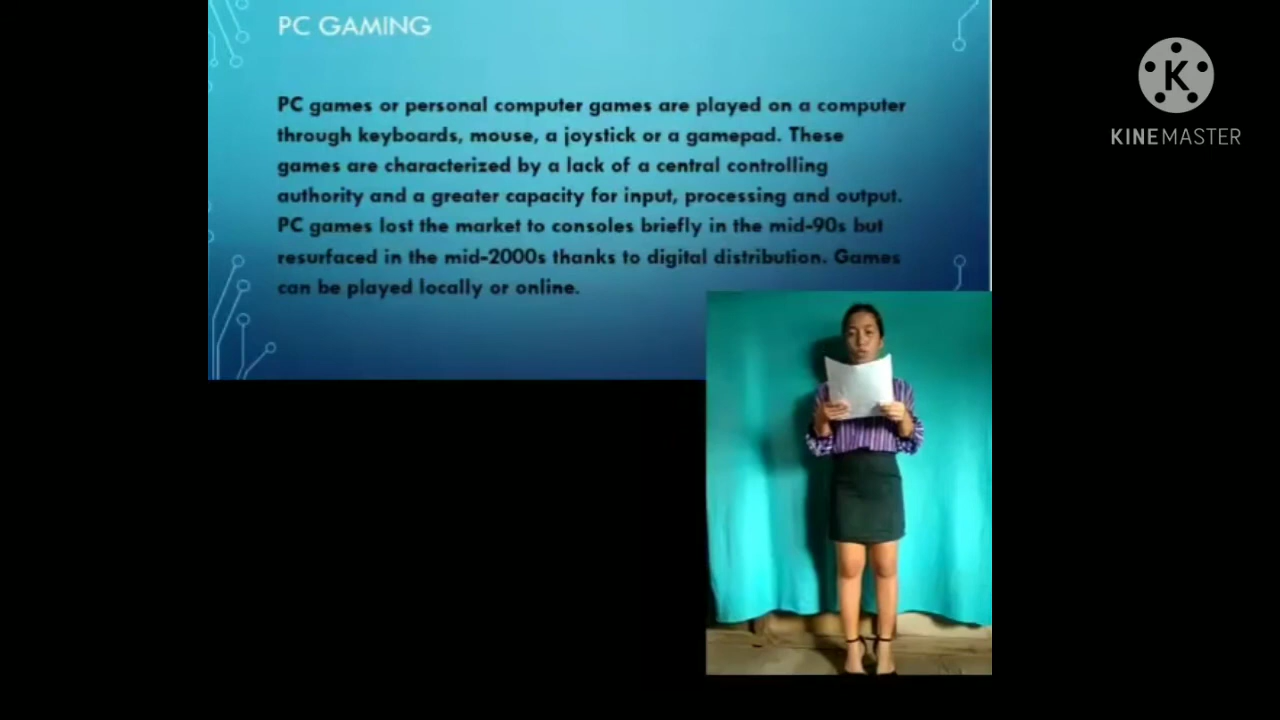 PC GAMING
PC games or personal computer games are played on a computer
through keyboards, mouse, a joystick or a gamepad. These
games are characterized by a lack of a central controlling
authority and a greater capacity for input, processing and output.
PC games lost the market to consoles briefly in the mid-90s but
resurfaced in the mid-2000s thanks to digital distribution. Games
can be played locally or online.
K
KINEMASTER